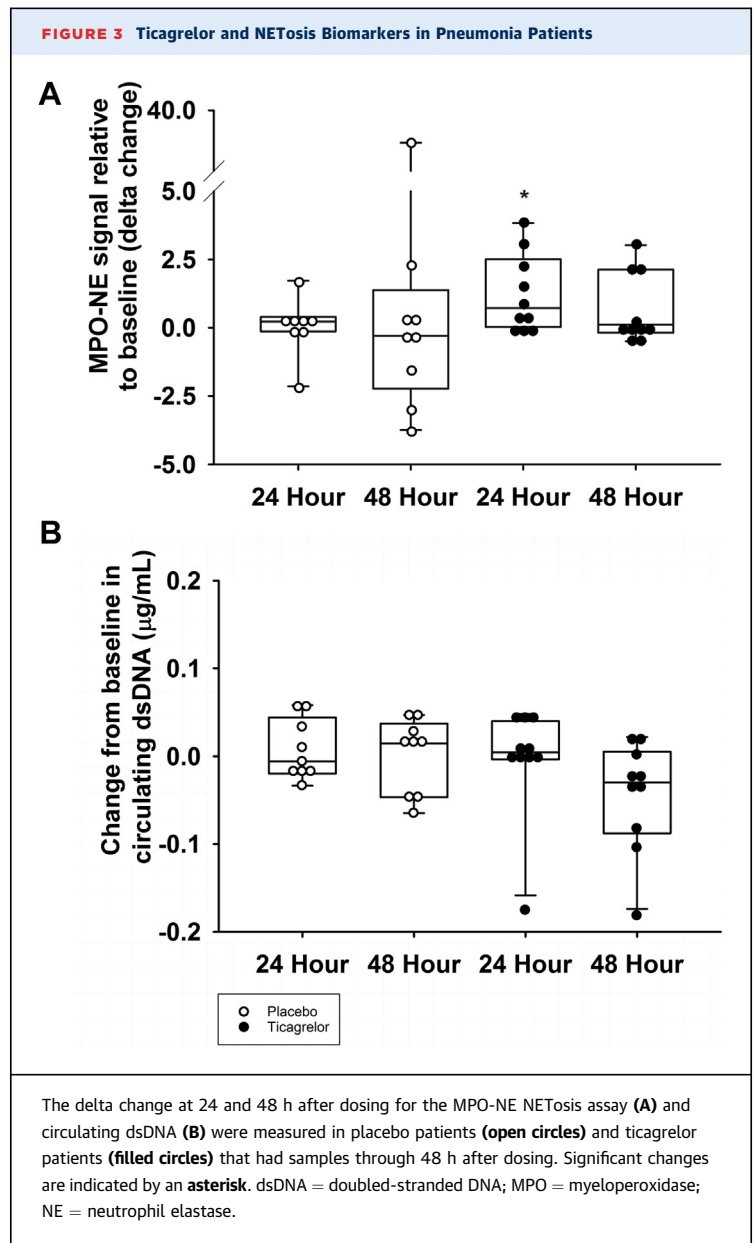 FIGURE 3 Ticagrelor and NETosis Biomarkers in Pneumonia Patients
A
MPO-NE signal relative
to baseline (delta change)
40.0
5.0
2.5
0.0
-2.5
-5.0
*
24 Hour 48 Hour 24 Hour 48 Hour
B
Change from baseline in
circulating dsDNA (μg/mL)
0.2
0.1
0.0
-0.1
-0.2
24 Hour 48 Hour 24 Hour 48 Hour
Placebo
Ticagrelor
The delta change at 24 and 48 h after dosing for the MPO-NE NETosis assay (A) and
circulating dsDNA (B) were measured in placebo patients (open circles) and ticagrelor
patients (filled circles) that had samples through 48 h after dosing. Significant changes
are indicated by an asterisk. dsDNA = doubled-stranded DNA; MPO = myeloperoxidase;
NE = neutrophil elastase.